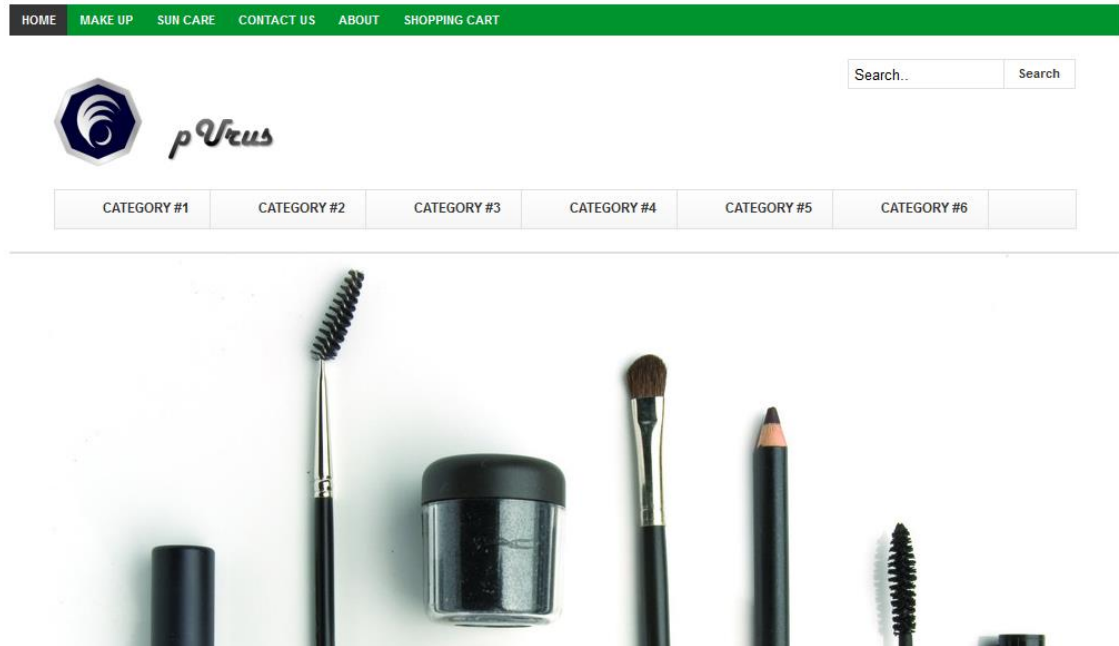 HOME MAKE UP SUN CARE CONTACT US ABOUT SHOPPING CART
Search.. Search
pUrus
CATEGORY #1 CATEGORY #2 CATEGORY #3 CATEGORY #4 CATEGORY #5 CATEGORY #6